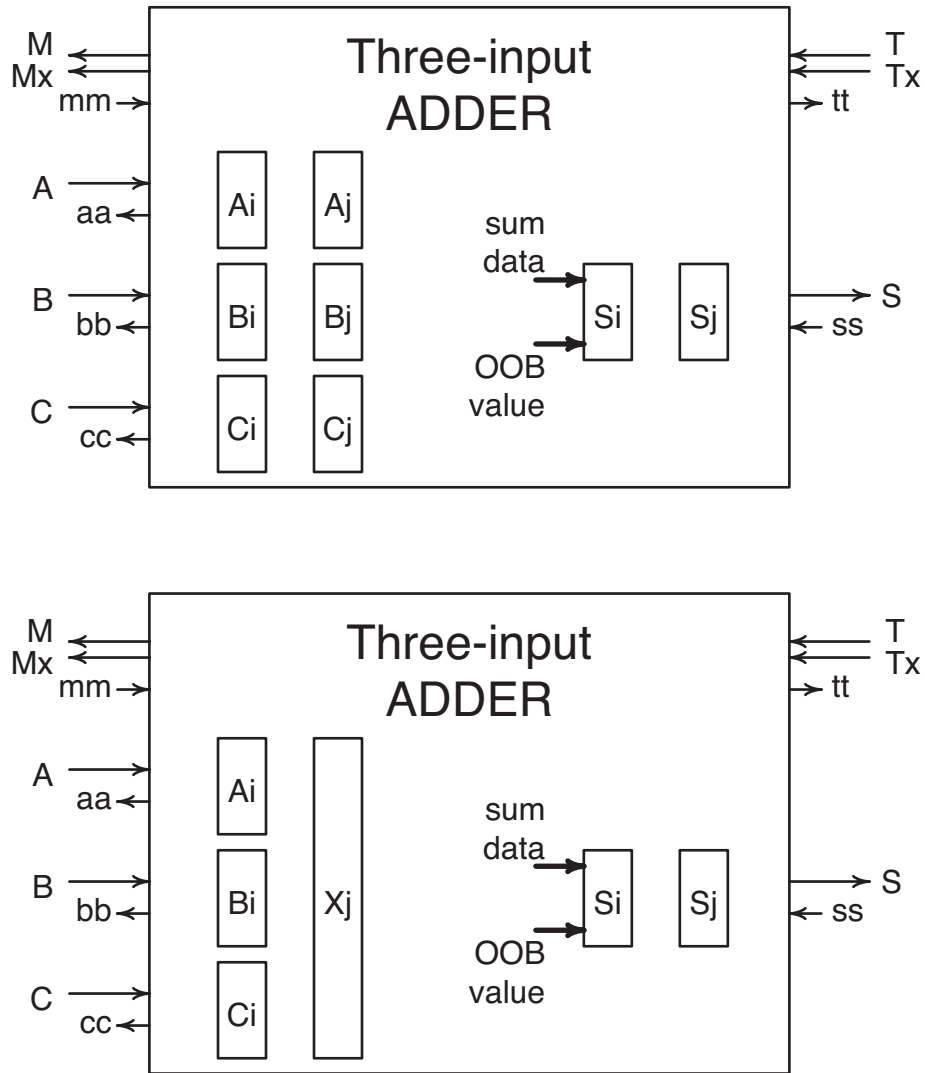 M
Mx
mm
Three-input
ADDER
T
Tx
tt
A
aa
Ai
Aj
sum
data
B
bb
Bi
Bj
Si
Sj
S
ss
OOB
value
C
cc
Ci
Cj
M
Mx
mm
Three-input
ADDER
T
Tx
tt
A
aa
Ai
sum
data
B
bb
Bi
Xj
Si
Sj
S
ss
OOB
value
C
cc
Ci